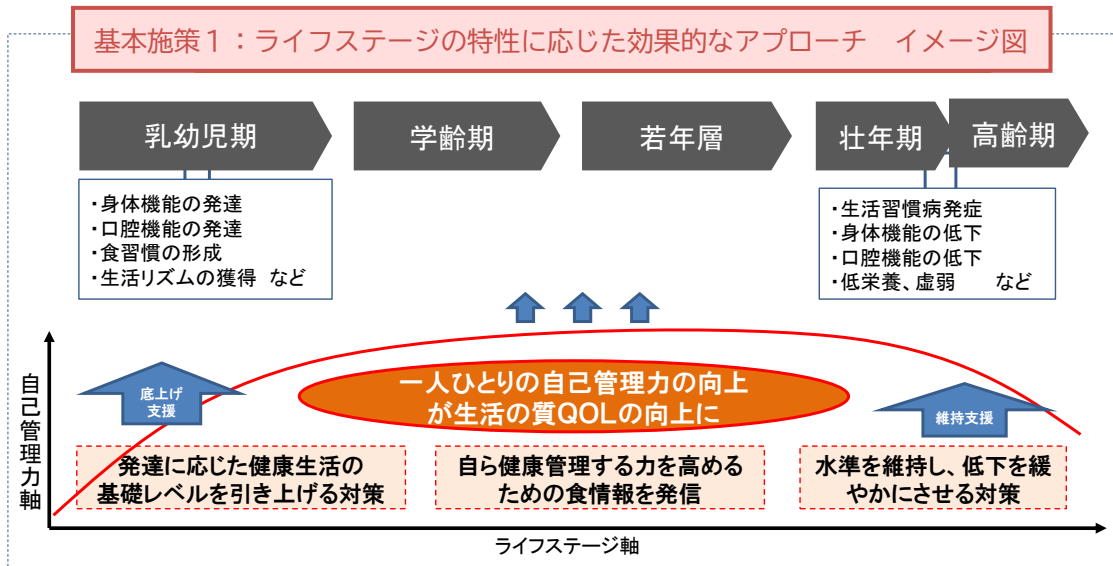 基本施策１：ライフステージの特性に応じた効果的なアプローチ　イメージ図
乳幼児期
学齢期
若年層
壮年期
高齢期
・身体機能の発達
・口腔機能の発達
・食習慣の形成
・生活リズムの獲得 など
・生活習慣病発症
・身体機能の低下
・口腔機能の低下
・低栄養、虚弱　　など
自己管理力軸
底上げ
支援
一人ひとりの自己管理力の向上
が生活の質QOLの向上に
維持支援
発達に応じた健康生活の
基礎レベルを引き上げる対策
自ら健康管理する力を高める
ための食情報を発信
水準を維持し、低下を緩
やかにさせる対策
ライフステージ軸